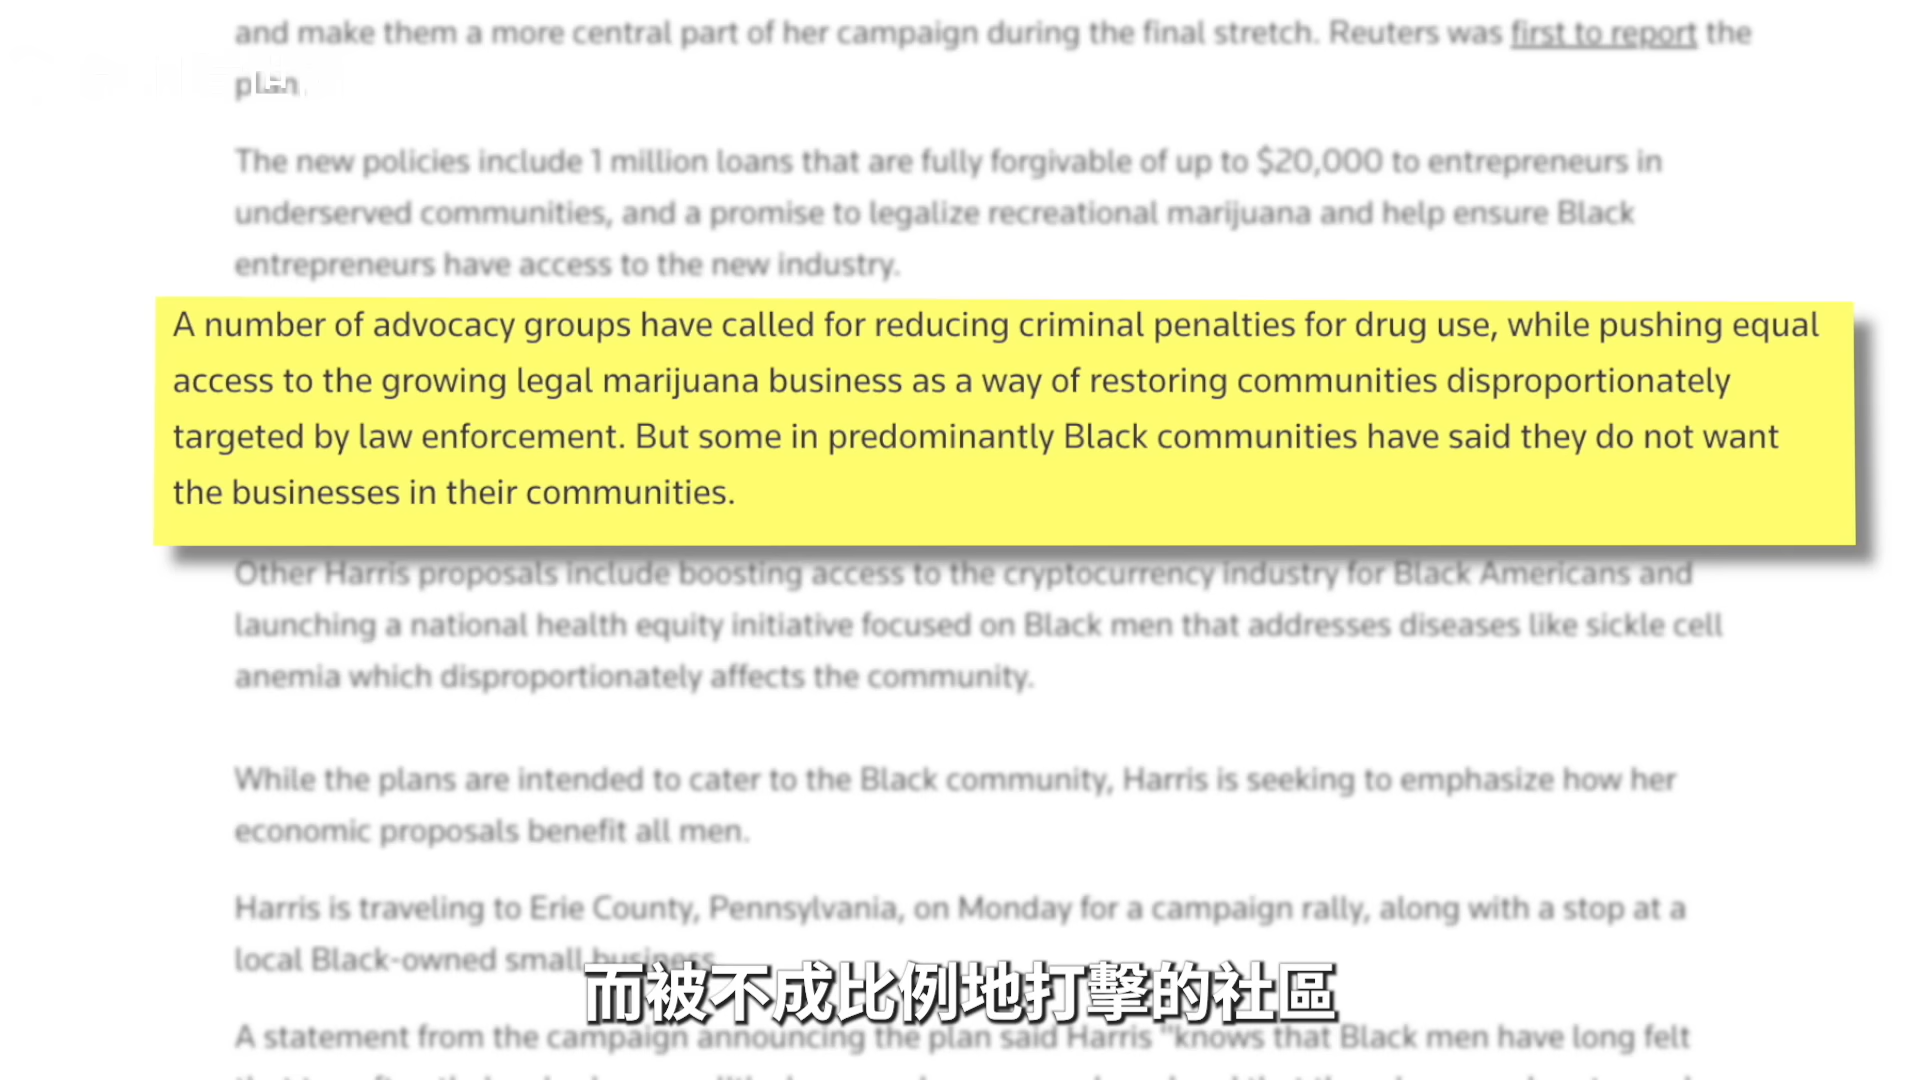 and make them a more central part of her campaign during the final stretch. Reuters was first to report the
plan.
The new policies include 1 million loans that are fully forgivable of up to $20,000 to entrepreneurs in
underserved communities, and a promise to legalize recreational marijuana and help ensure Black
entrepreneurs have access to the new industry.
A number of advocacy groups have called for reducing criminal penalties for drug use, while pushing equal
access to the growing legal marijuana business as a way of restoring communities disproportionately
targeted by law enforcement. But some in predominantly Black communities have said they do not want
the businesses in their communities.
Other Harris proposals include boosting access to the cryptocurrency industry for Black Americans and
launching a national health equity initiative focused on Black men that addresses diseases like sickle cell
anemia which disproportionately affects the community.
While the plans are intended to cater to the Black community, Harris is seeking to emphasize how her
economic proposals benefit all men.
Harris is traveling to Erie County, Pennsylvania, on Monday for a campaign rally, along with a stop at a
local Black-owned small business.
而被不成比例地打擊的社區
A statement from the campaign announcing the plan said Harris "knows that Black men have long felt